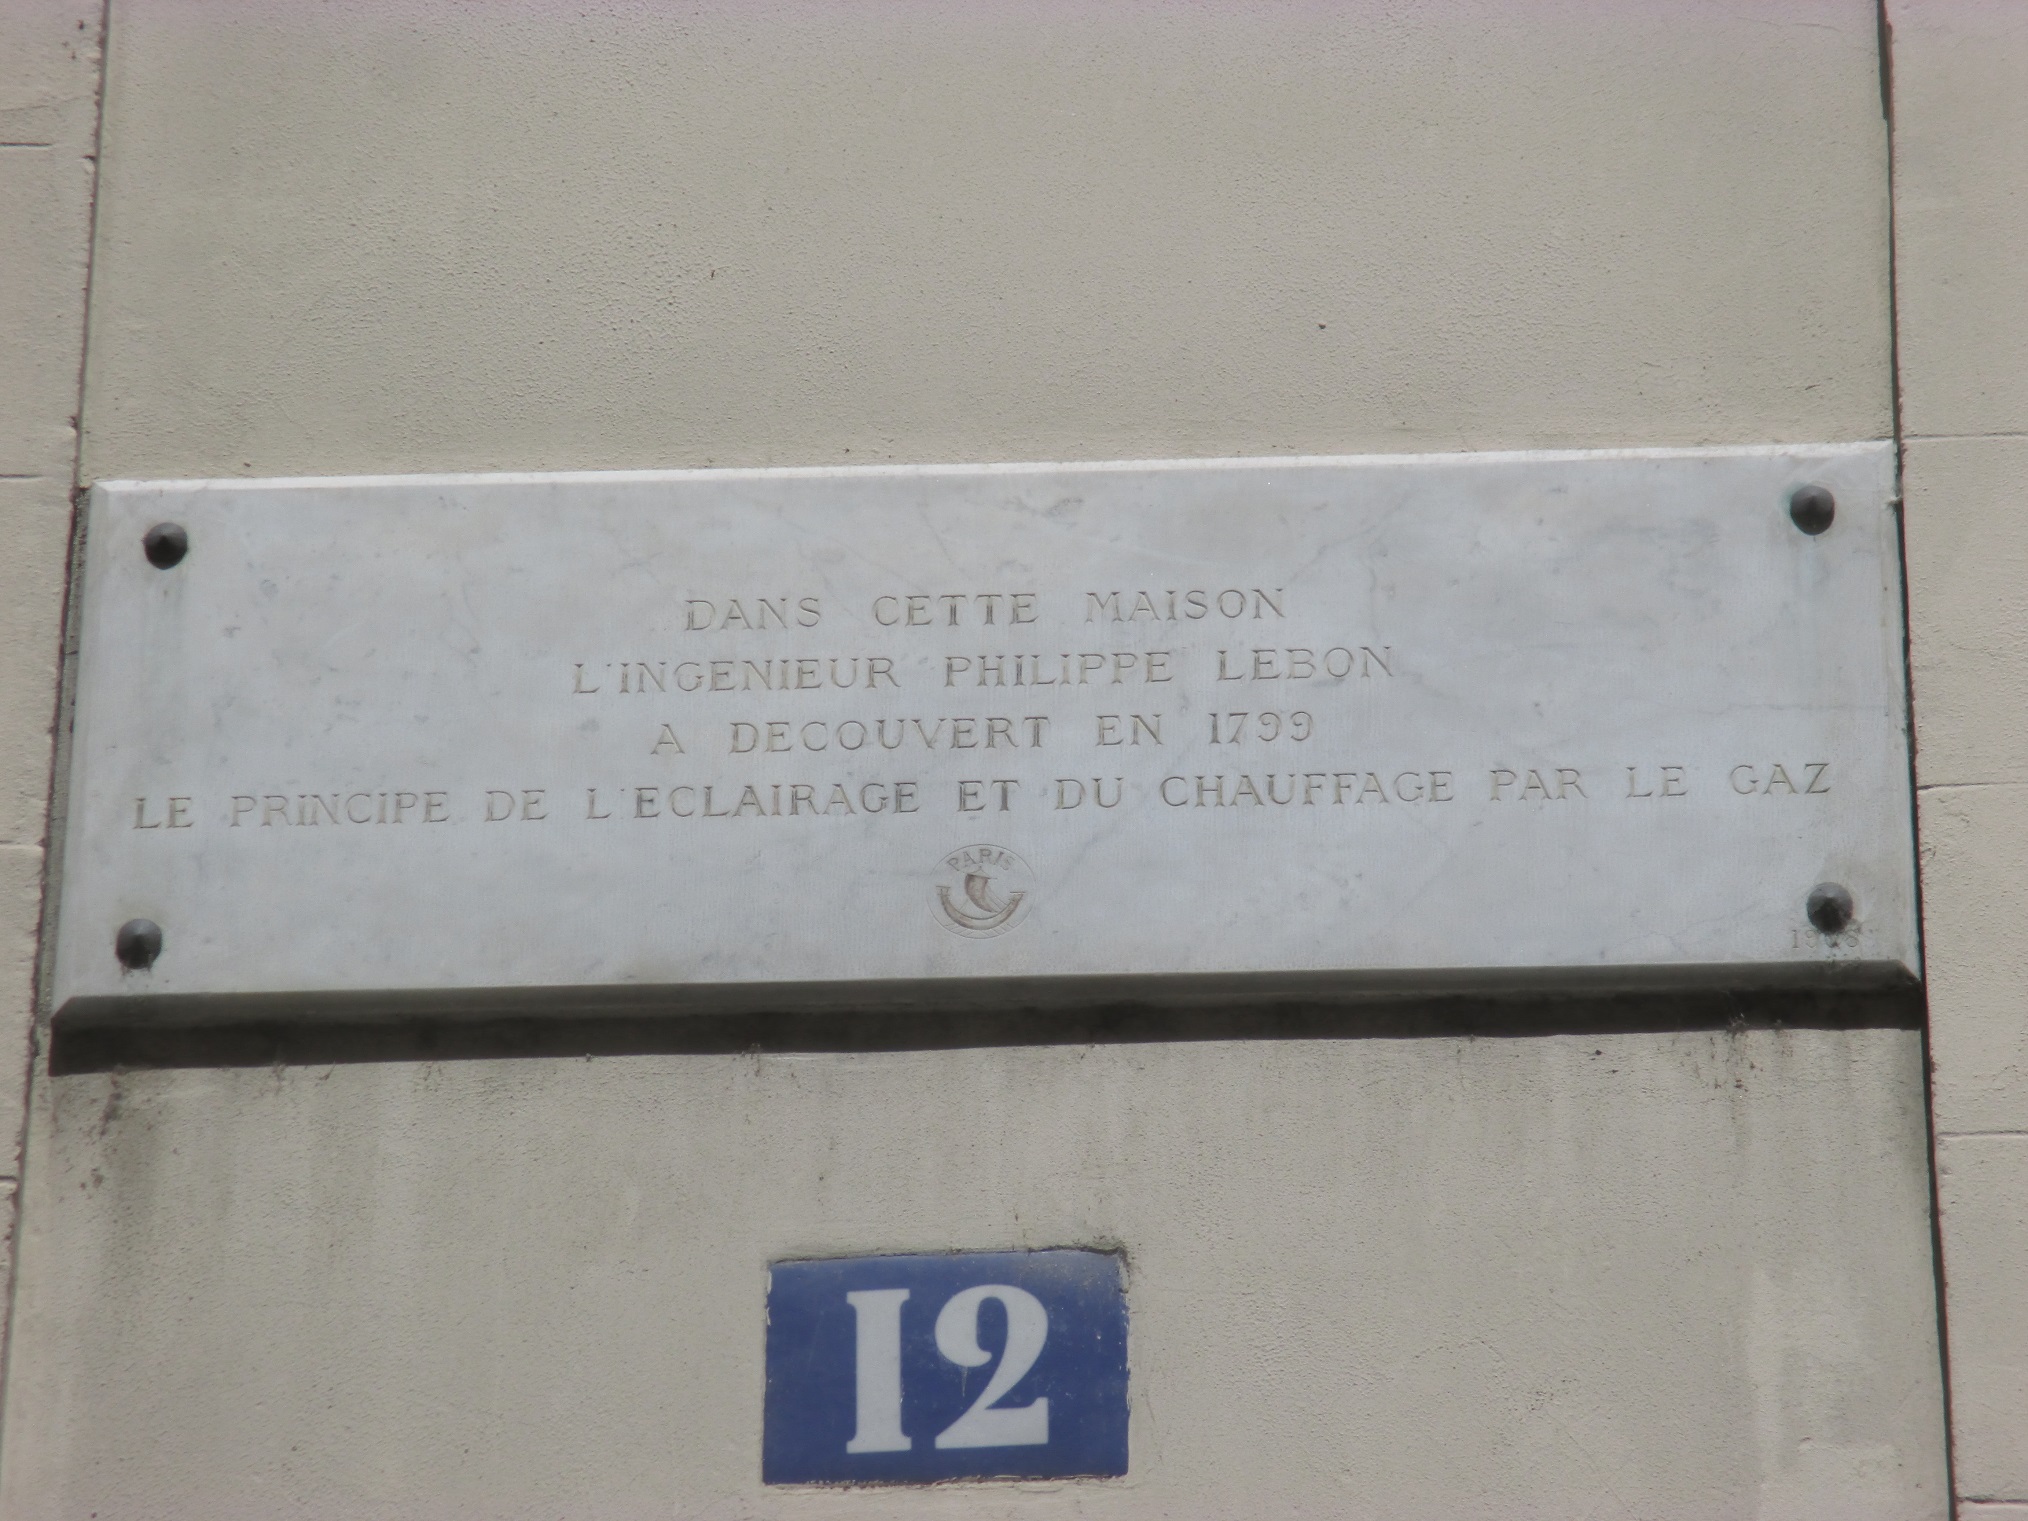 DANS CETTE MAISON
L'INGENIEUR PHILIPPE LEBON
A DECOUVERT EN 1799
LE PRINCIPE DE L'ECLAIRAGE ET DU CHAUFFAGE PAR LE GAZ
PARIS
12